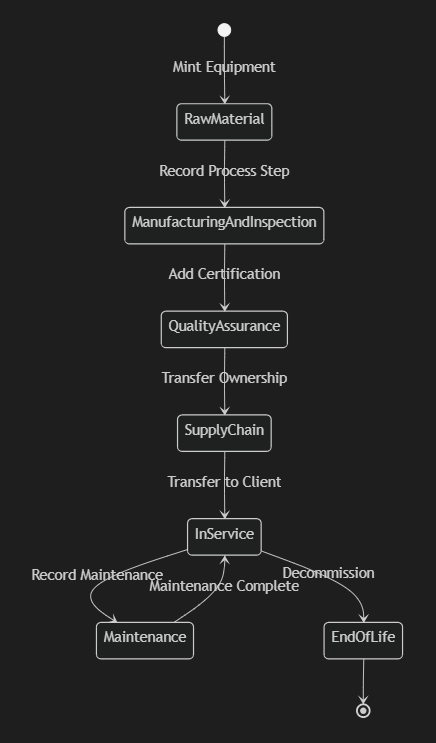 Mint Equipment
RawMaterial
Record Process Step
ManufacturingAndInspection
Add Certification
QualityAssurance
Transfer Ownership
SupplyChain
Transfer to Client
InService
Record Maintenance
Maintenance Complete
Decommission
Maintenance
EndOfLife